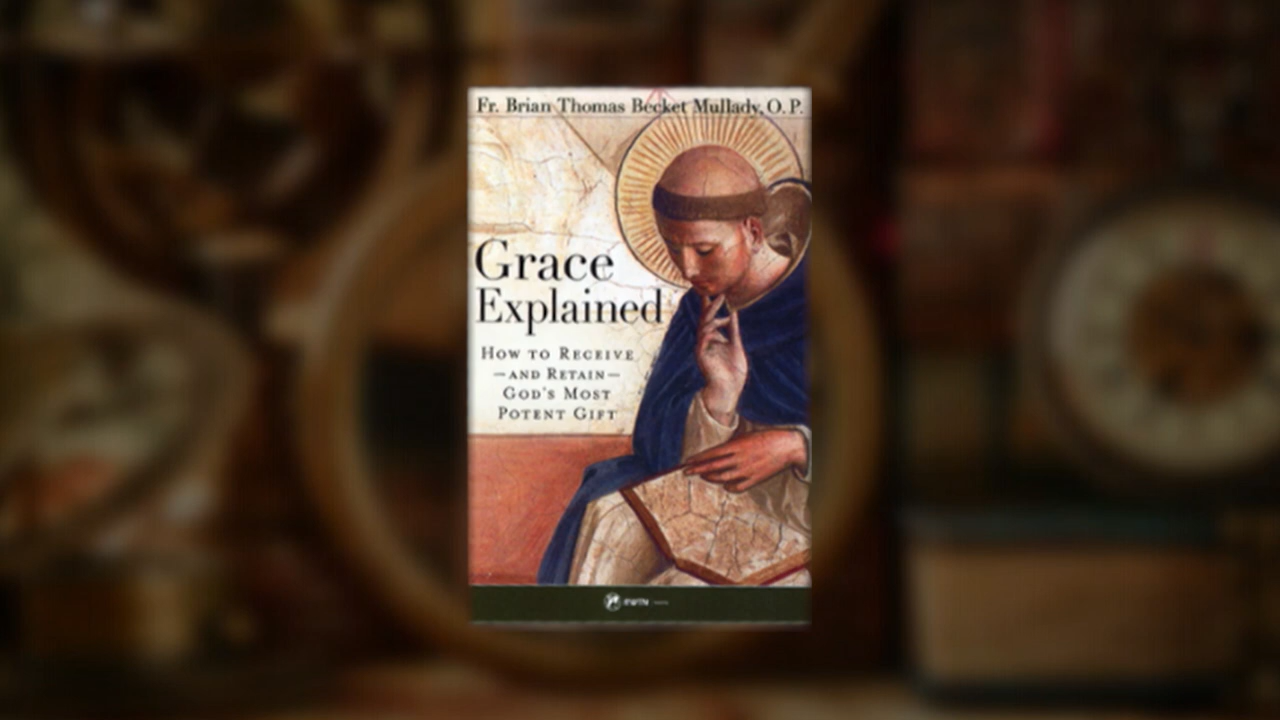 Fr. Brian Thomas Becket Mullady, O. P.
Grace
Explained
How to Receive
—and Retain—
God's Most
Potent Gift